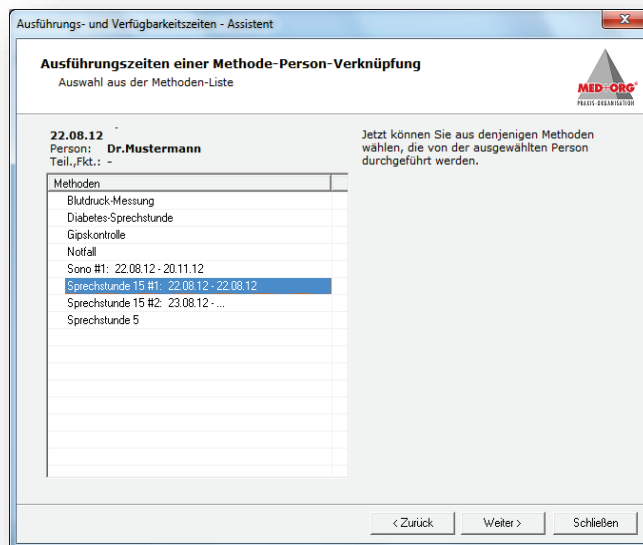 Ausführungs- und Verfügbarkeitszeiten - Assistent
x
Ausführungszeiten einer Methode-Person-Verknüpfung
Auswahl aus der Methoden-Liste
MED+ORG®
PRAXIS-ORGANISATION
22.08.12 -
Person: Dr.Mustermann
Teil.,Fkt.: -
Jetzt können Sie aus denjenigen Methoden
wählen, die von der ausgewählten Person
durchgeführt werden.
Methoden
Blutdruck-Messung
Diabetes-Sprechstunde
Gipskontrolle
Notfall
Sono #1: 22.08.12 - 20.11.12
Sprechstunde 15 #1: 22.08.12 - 22.08.12
Sprechstunde 15 #2: 23.08.12 - ...
Sprechstunde 5
< Zurück
Weiter >
Schließen